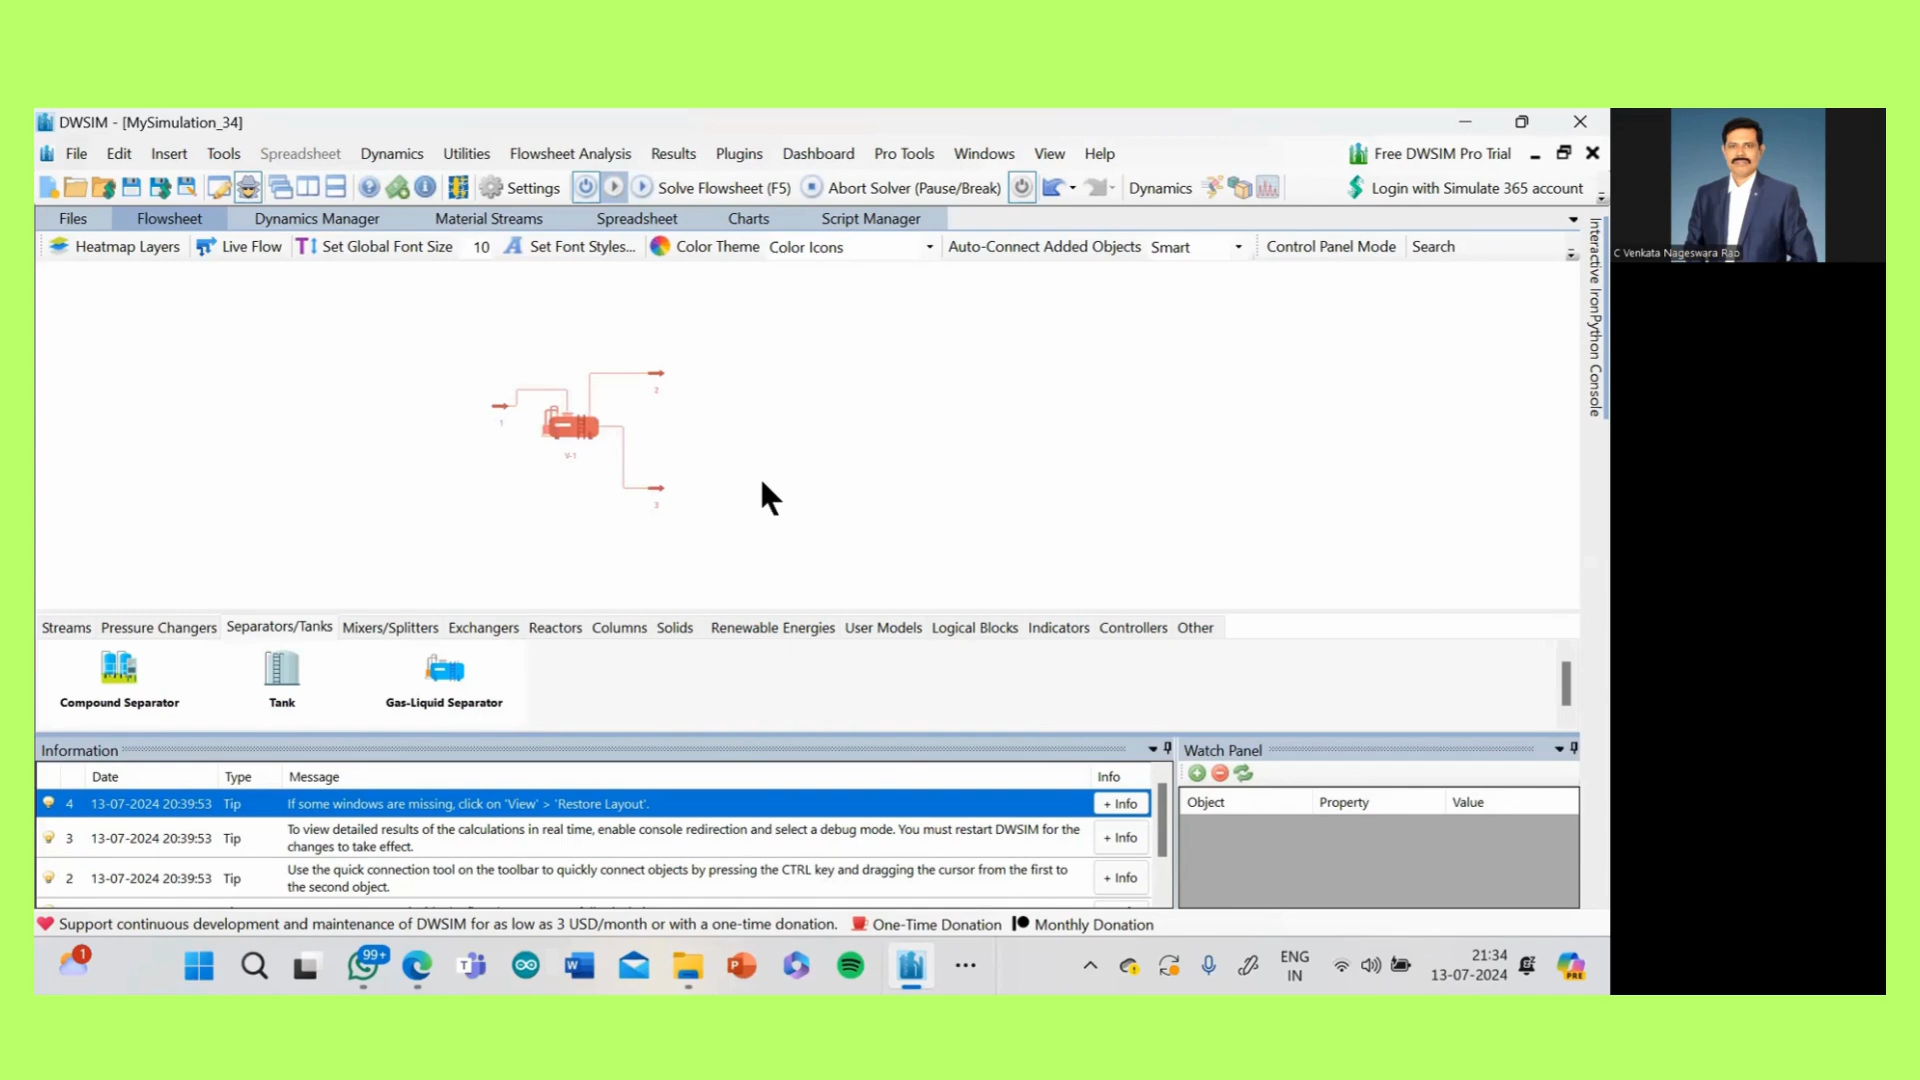 DWSIM - [MySimulation_34]
File Edit Insert Tools Spreadsheet Dynamics Utilities Flowsheet Analysis Results Plugins Dashboard Pro Tools Windows View Help Free DWSIM Pro Trial
Settings Solve Flowsheet (F5) Abort Solver (Pause/Break) Dynamics Login with Simulate 365 account
Files Flowsheet Dynamics Manager Material Streams Spreadsheet Charts Script Manager
Heatmap Layers Live Flow Set Global Font Size 10 Set Font Styles... Color Theme Color Icons Auto-Connect Added Objects Smart Control Panel Mode Search
Interactive IronPython Console
C Venkata Nageswara Rao
2
1
V-1
3
Streams Pressure Changers Separators/Tanks Mixers/Splitters Exchangers Reactors Columns Solids Renewable Energies User Models Logical Blocks Indicators Controllers Other
Compound Separator Tank Gas-Liquid Separator
Information
Date Type Message Info
4 13-07-2024 20:39:53 Tip If some windows are missing, click on 'View' > 'Restore Layout'. + Info
3 13-07-2024 20:39:53 Tip To view detailed results of the calculations in real time, enable console redirection and select a debug mode. You must restart DWSIM for the
changes to take effect. + Info
2 13-07-2024 20:39:53 Tip Use the quick connection tool on the toolbar to quickly connect objects by pressing the CTRL key and dragging the cursor from the first to
the second object. + Info
Watch Panel
Object Property Value
Support continuous development and maintenance of DWSIM for as low as 3 USD/month or with a one-time donation. One-Time Donation Monthly Donation
1
99+
ENG
IN
21:34
13-07-2024
PRE